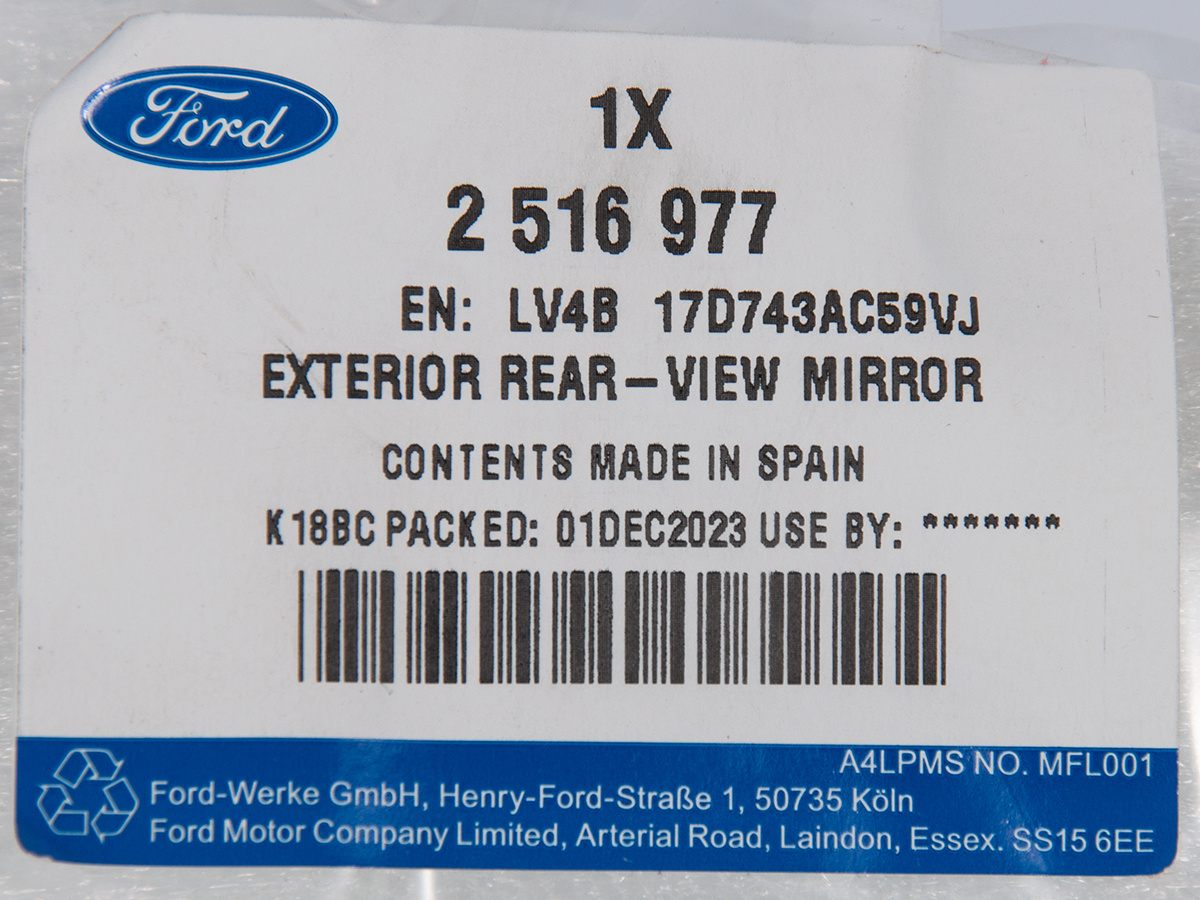 Ford
1X
2 516 977
EN: LV4B 17D743AC59VJ
EXTERIOR REAR-VIEW MIRROR
CONTENTS MADE IN SPAIN
K18BC PACKED: 01DEC2023 USE BY: *******
A4LPMS NO. MFL001
Ford-Werke GmbH, Henry-Ford-Straße 1, 50735 Köln
Ford Motor Company Limited, Arterial Road, Laindon, Essex. SS15 6EE